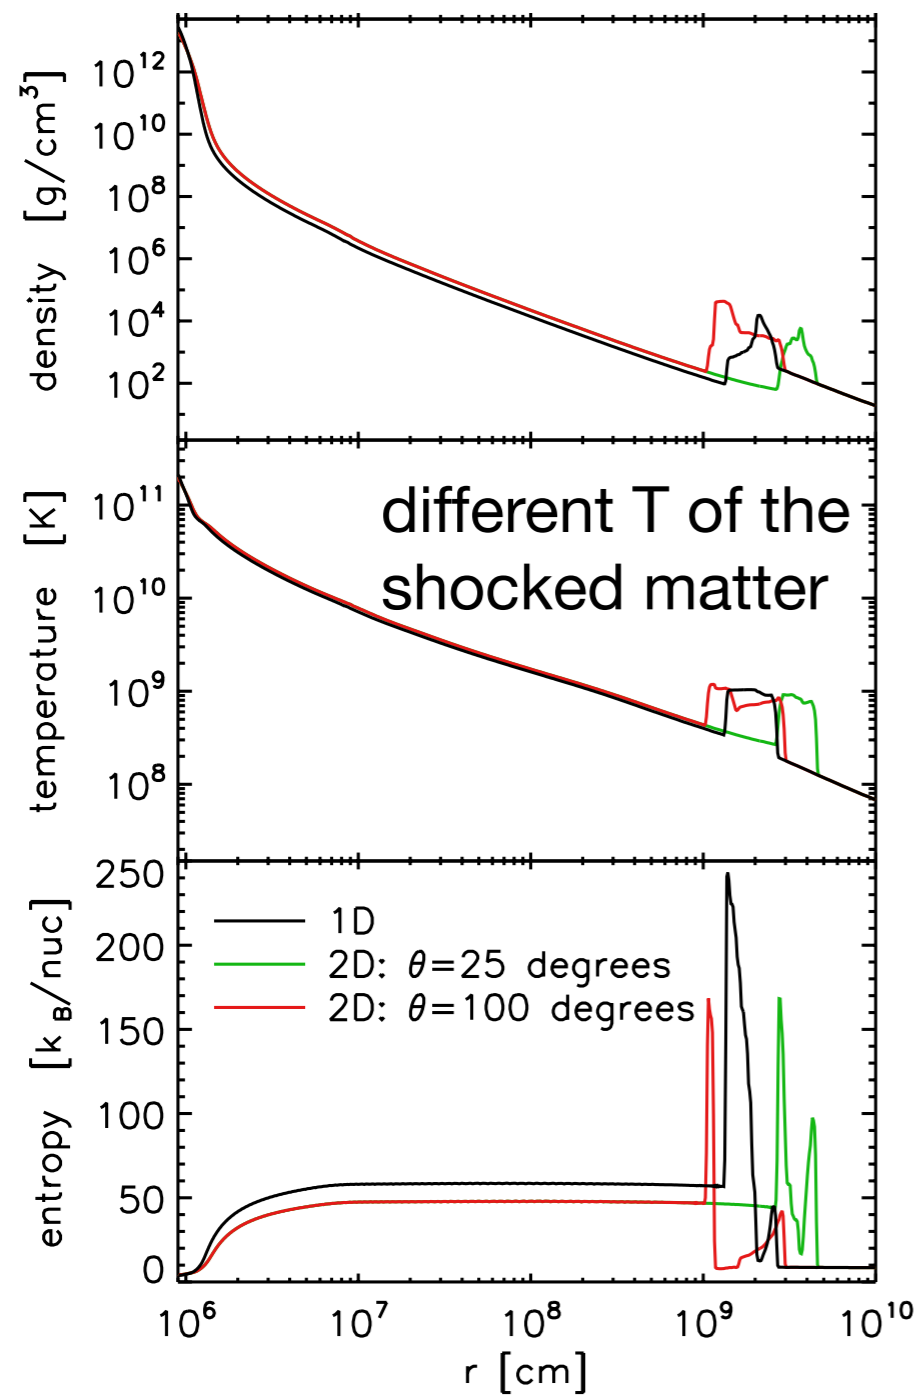 density [g/cm³]
10¹²
10¹⁰
10⁸
10⁶
10⁴
10²
temperature [K]
10¹¹
10¹⁰
10⁹
10⁸
different T of the
shocked matter
entropy [k_B/nuc]
250
200
150
100
50
0
1D
2D: θ=25 degrees
2D: θ=100 degrees
10⁶ 10⁷ 10⁸ 10⁹ 10¹⁰
r [cm]